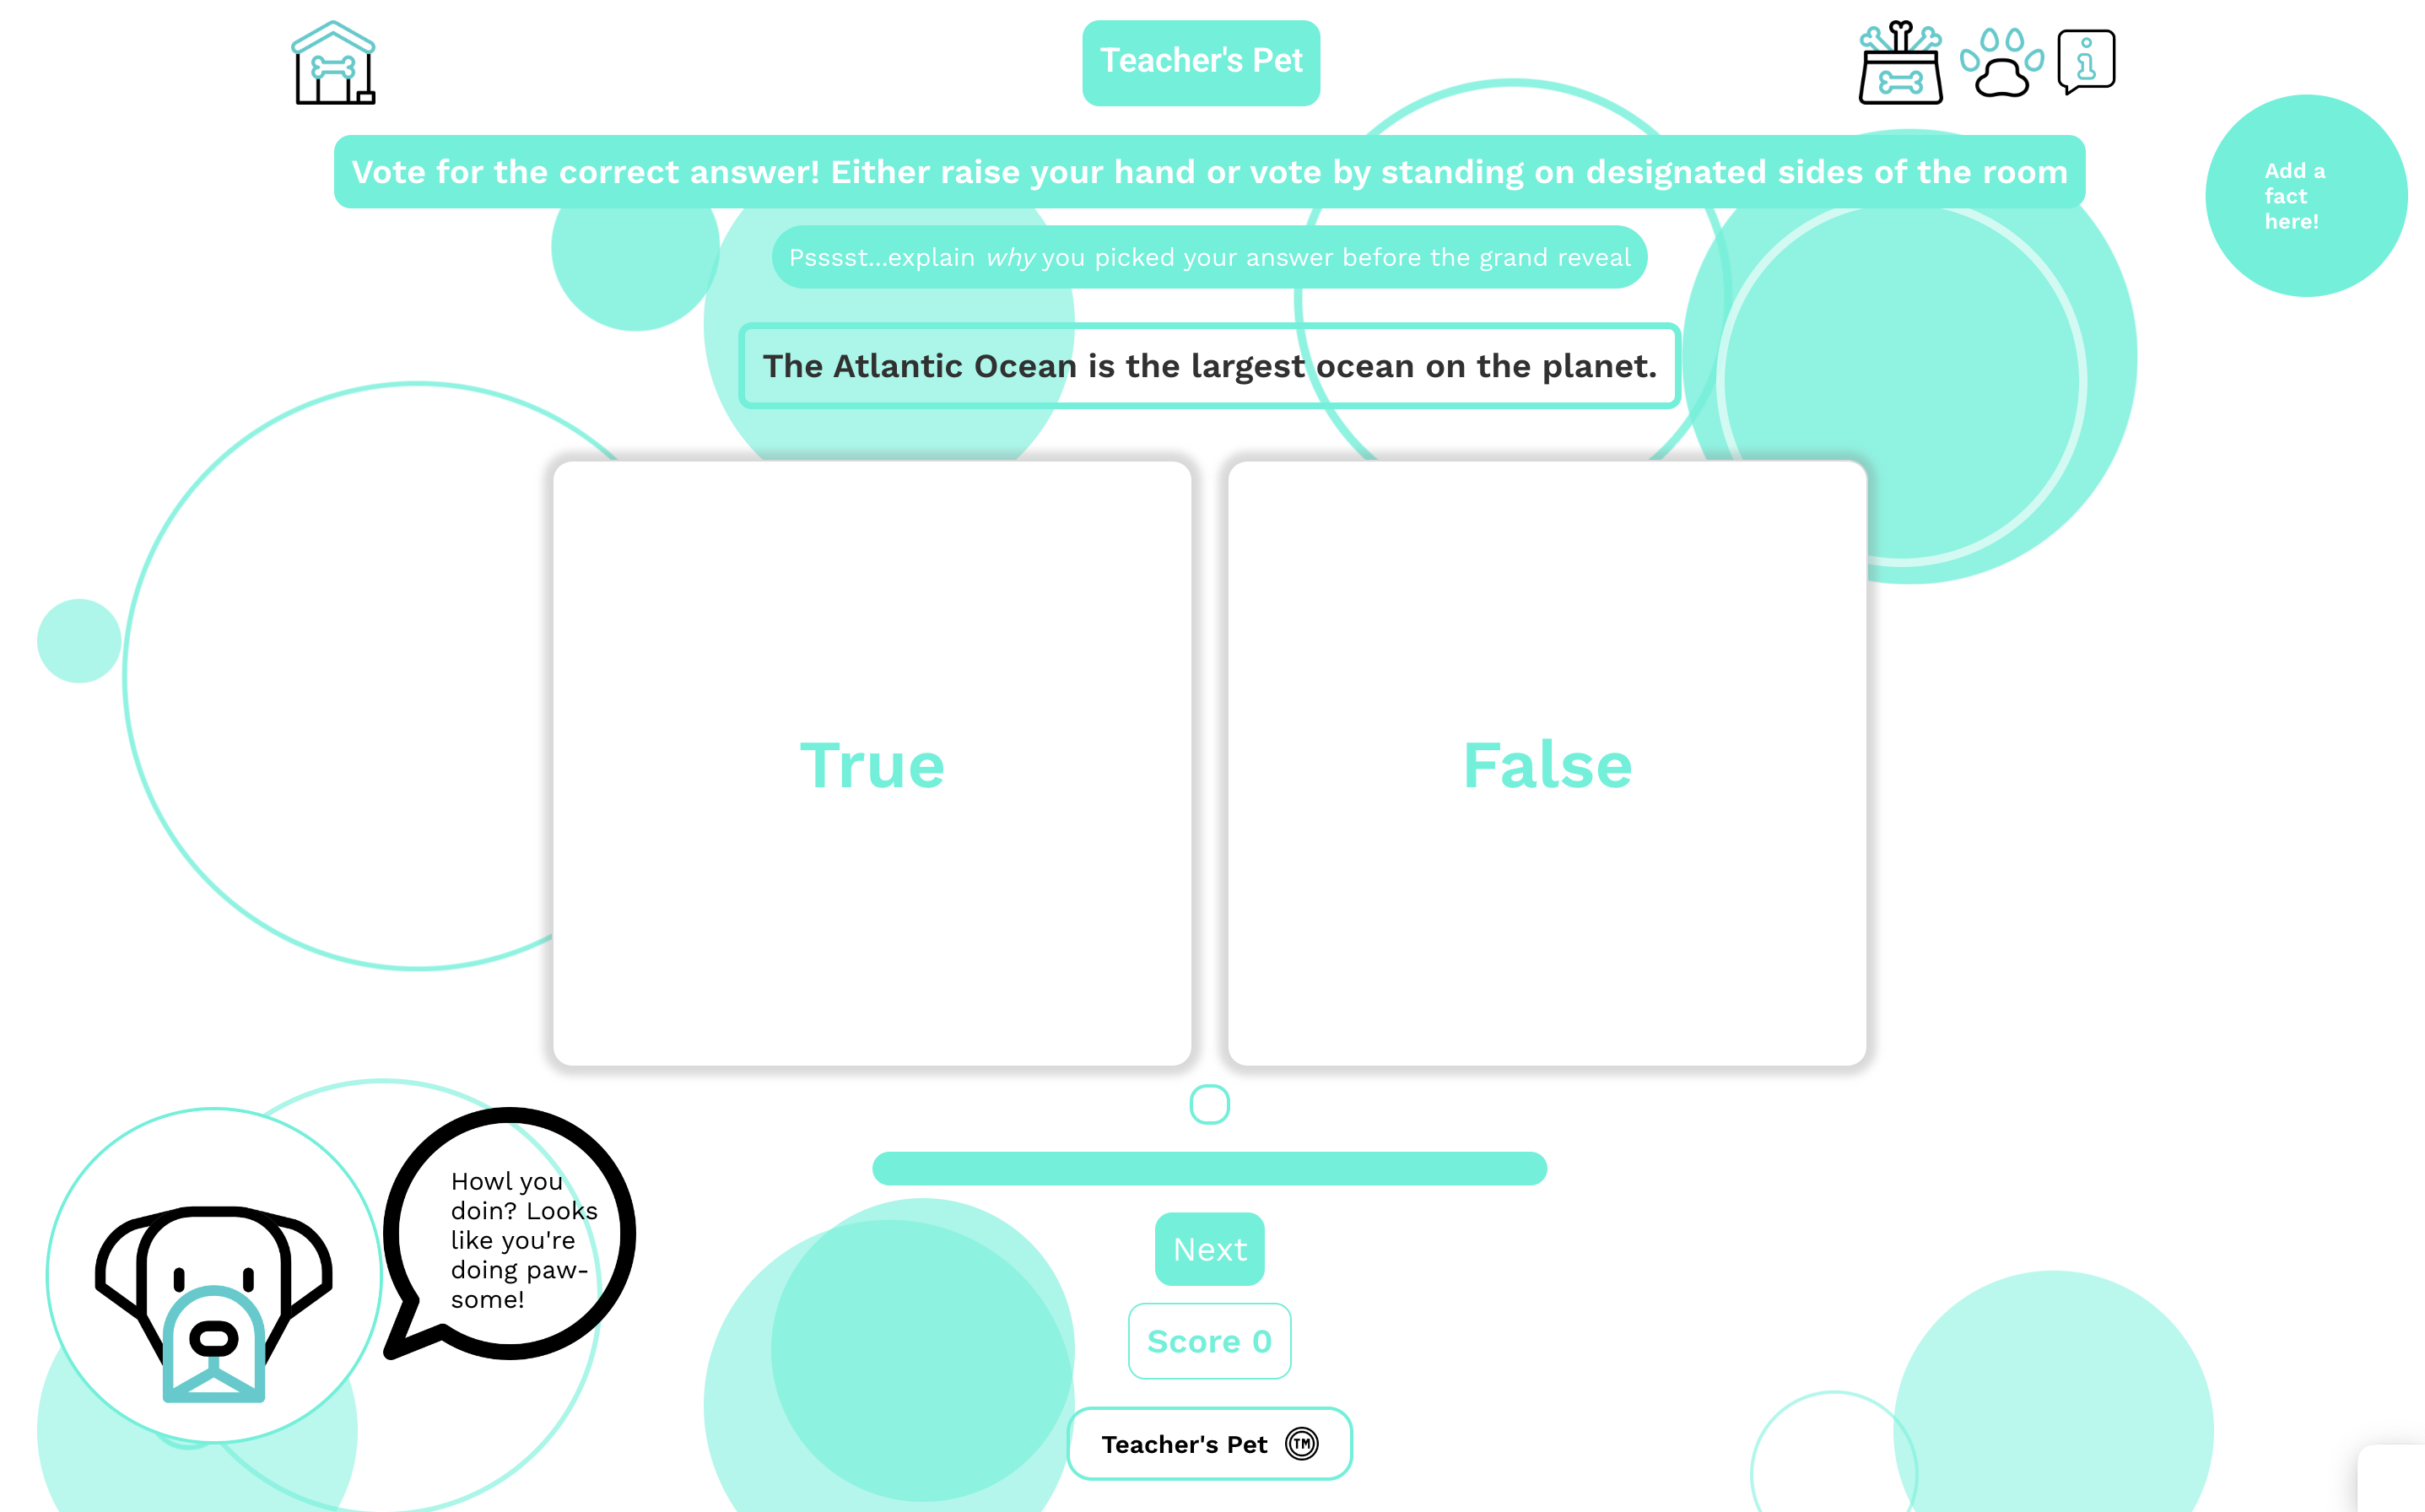 Teacher's Pet
Vote for the correct answer! Either raise your hand or vote by standing on designated sides of the room
Add a
fact
here!
Psssst...explain why you picked your answer before the grand reveal
The Atlantic Ocean is the largest ocean on the planet.
True
False
Howl you
doin? Looks
like you're
doing paw-
some!
Next
Score 0
Teacher's Pet TM